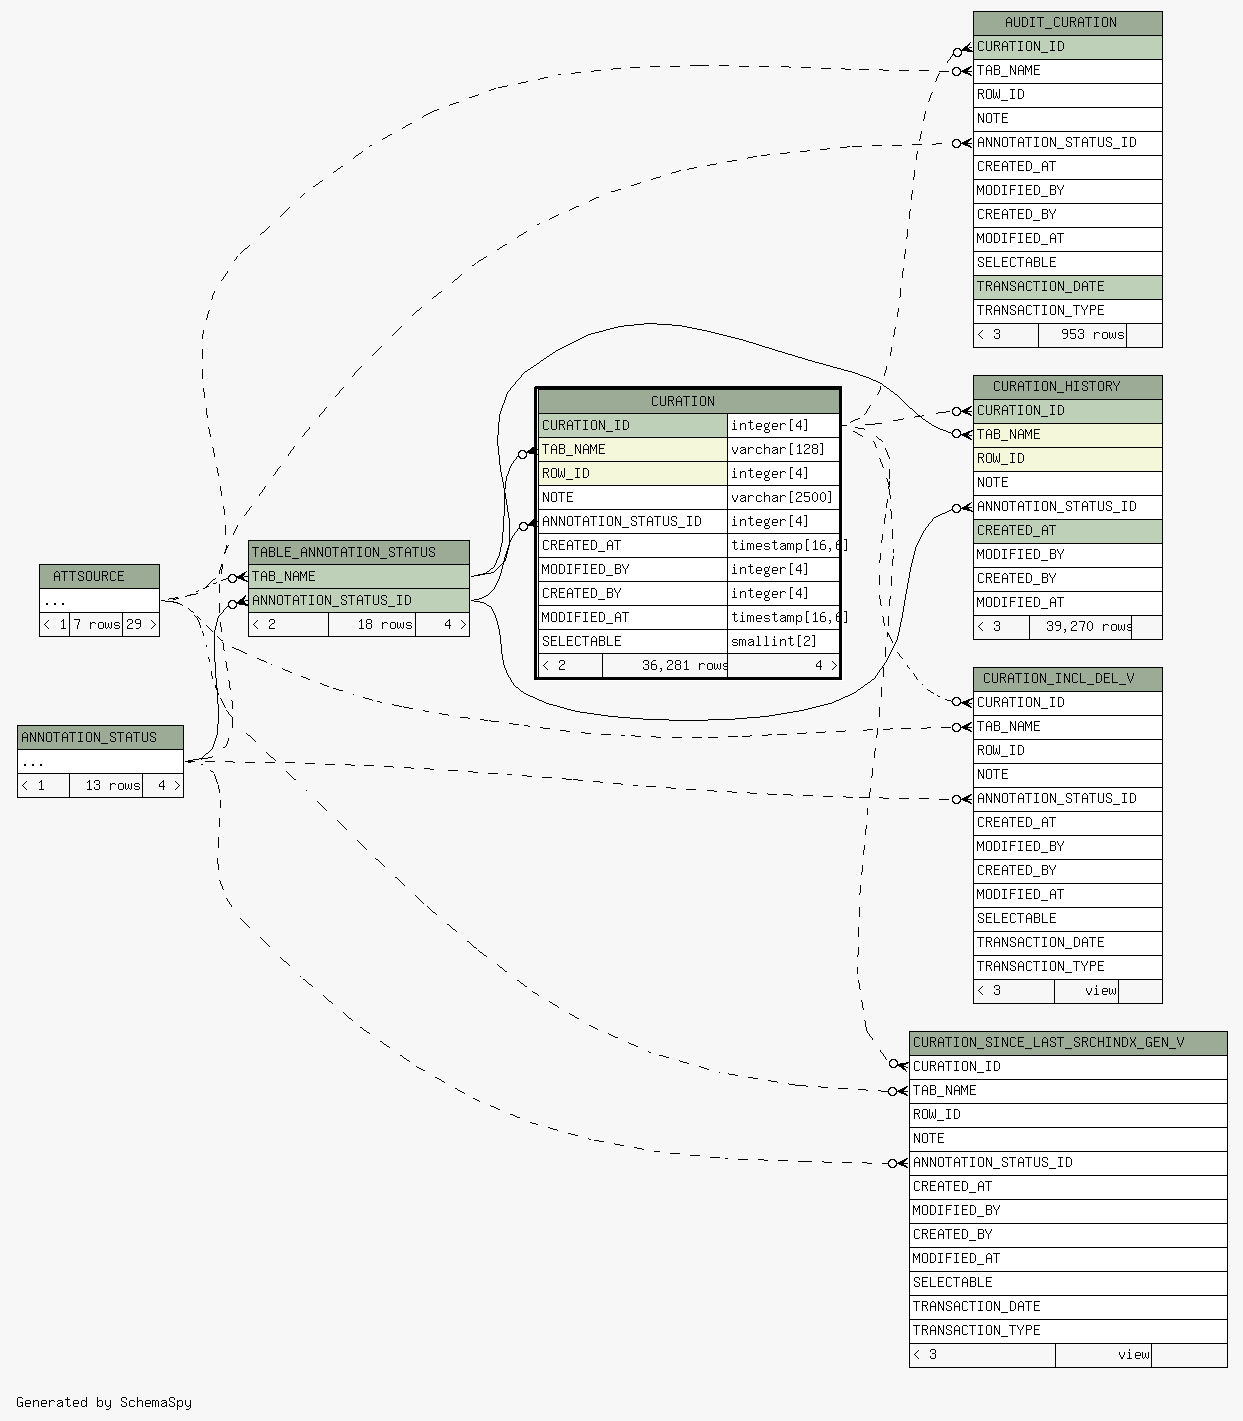 AUDIT_CURATION
CURATION_ID
TAB_NAME
ROW_ID
NOTE
ANNOTATION_STATUS_ID
CREATED_AT
MODIFIED_BY
CREATED_BY
MODIFIED_AT
SELECTABLE
TRANSACTION_DATE
TRANSACTION_TYPE
< 3 953 rows
CURATION
CURATION_ID integer[4]
TAB_NAME varchar[128]
ROW_ID integer[4]
NOTE varchar[2500]
ANNOTATION_STATUS_ID integer[4]
CREATED_AT timestamp[16,6]
MODIFIED_BY integer[4]
CREATED_BY integer[4]
MODIFIED_AT timestamp[16,6]
SELECTABLE smallint[2]
< 2 36,281 rows 4 >
CURATION_HISTORY
CURATION_ID
TAB_NAME
ROW_ID
NOTE
ANNOTATION_STATUS_ID
CREATED_AT
MODIFIED_BY
CREATED_BY
MODIFIED_AT
< 3 39,270 rows
TABLE_ANNOTATION_STATUS
TAB_NAME
ANNOTATION_STATUS_ID
< 2 18 rows 4 >
ATTSOURCE
...
< 1 7 rows 29 >
ANNOTATION_STATUS
...
< 1 13 rows 4 >
CURATION_INCL_DEL_V
CURATION_ID
TAB_NAME
ROW_ID
NOTE
ANNOTATION_STATUS_ID
CREATED_AT
MODIFIED_BY
CREATED_BY
MODIFIED_AT
SELECTABLE
TRANSACTION_DATE
TRANSACTION_TYPE
< 3 view
CURATION_SINCE_LAST_SRCHINDX_GEN_V
CURATION_ID
TAB_NAME
ROW_ID
NOTE
ANNOTATION_STATUS_ID
CREATED_AT
MODIFIED_BY
CREATED_BY
MODIFIED_AT
SELECTABLE
TRANSACTION_DATE
TRANSACTION_TYPE
< 3 view
Generated by SchemaSpy